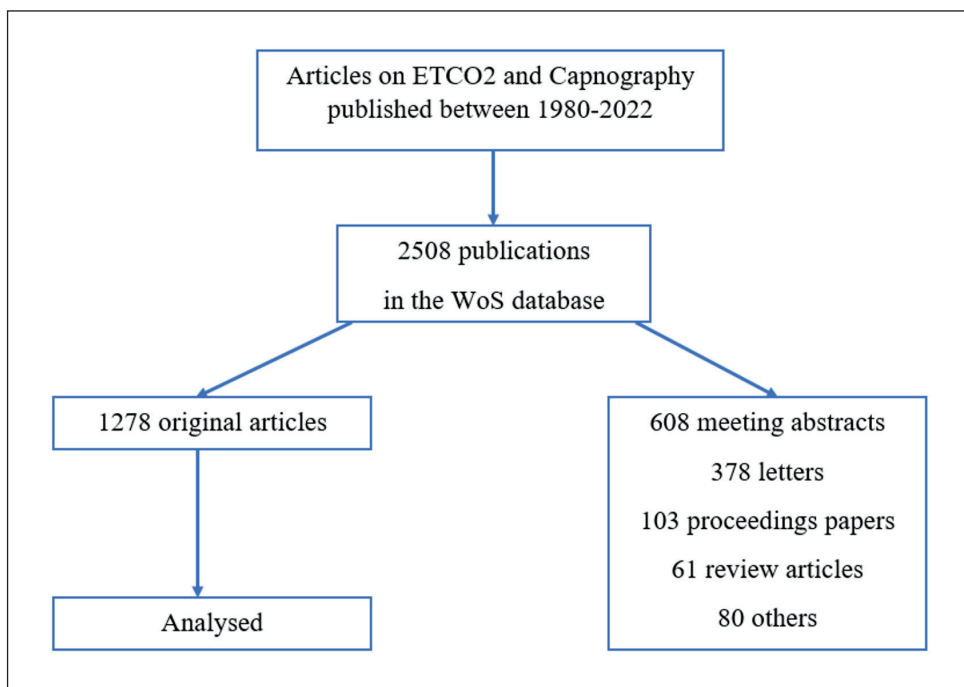 Articles on ETCO2 and Capnography
published between 1980-2022
2508 publications
in the WoS database
1278 original articles
Analysed
608 meeting abstracts
378 letters
103 proceedings papers
61 review articles
80 others